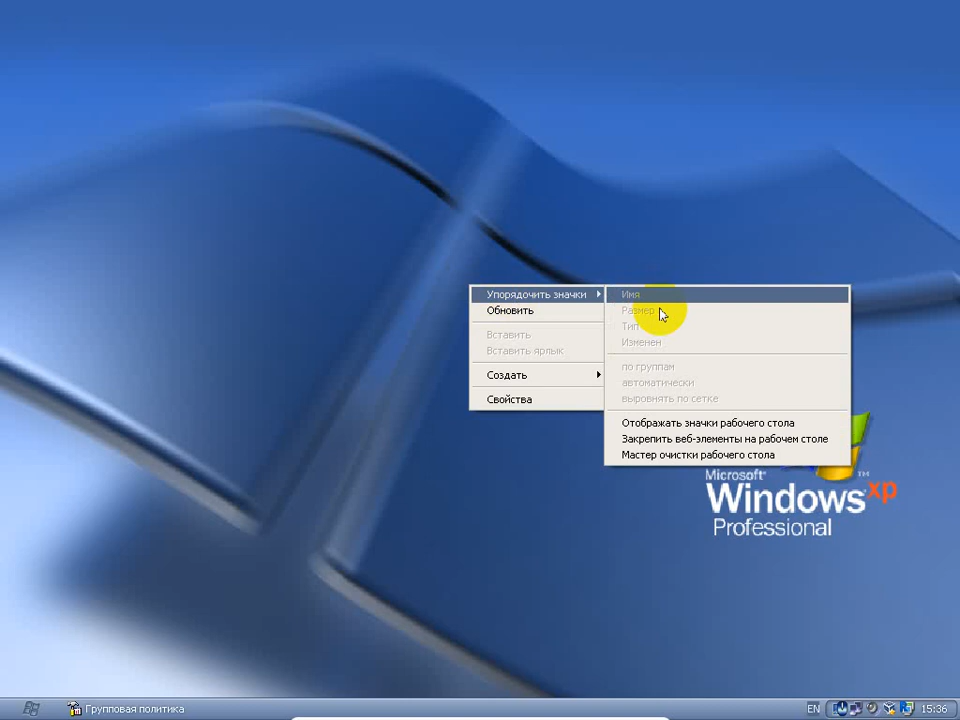 Упорядочить значки
Обновить
Вставить
Вставить ярлык
Создать
Свойства
Имя
Размер
Тип
Изменен
по группам
автоматически
выровнять по сетке
Отображать значки рабочего стола
Закрепить веб-элементы на рабочем столе
Мастер очистки рабочего стола
Microsoft®
Windows xp
Professional
Групповая политика
EN
15:36